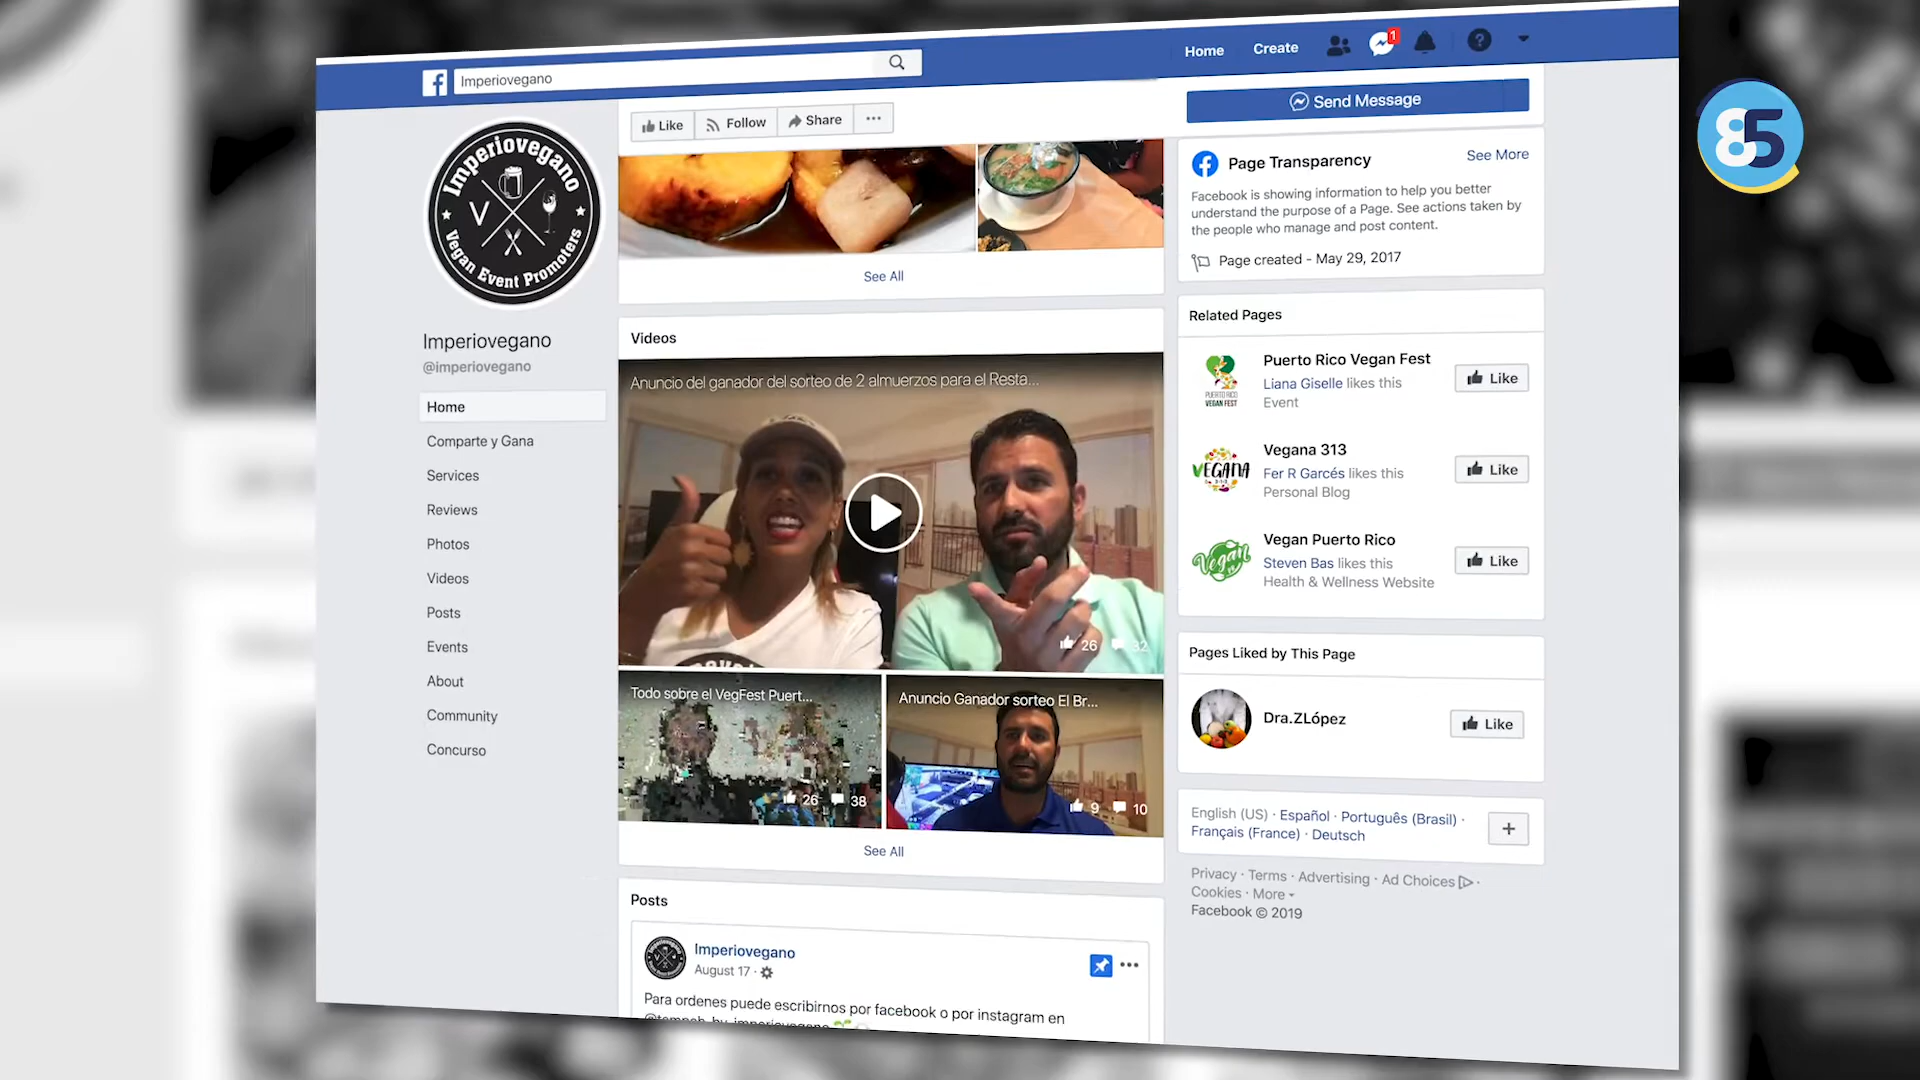 Imperiovegano
Home
Create
1
85
Like
Follow
Share
Send Message
Imperiovegano
V
Vegan Event Promoters
Imperiovegano
@imperiovegano
Home
Comparte y Gana
Services
Reviews
Photos
Videos
Posts
Events
About
Community
Concurso
See All
Videos
Anuncio del ganador del sorteo de 2 almuerzos para el Resta...
26
32
Todo sobre el VegFest Puert...
26
38
Anuncio Ganador sorteo El Br...
9
10
See All
Posts
Imperiovegano
August 17 ·
Para ordenes puede escribirnos por facebook o por instagram en
@tempeh_by_imperiovegano
Page Transparency
See More
Facebook is showing information to help you better
understand the purpose of a Page. See actions taken by
the people who manage and post content.
Page created - May 29, 2017
Related Pages
Puerto Rico Vegan Fest
Liana Giselle likes this
Event
Like
PUERTO RICO
VEGAN FEST
Vegana 313
Fer R Garcés likes this
Personal Blog
Like
VEGANA
Vegan Puerto Rico
Steven Bas likes this
Health & Wellness Website
Like
Vegan
Pages Liked by This Page
Dra.ZLópez
Like
English (US) · Español · Português (Brasil) ·
Français (France) · Deutsch
Privacy · Terms · Advertising · Ad Choices ·
Cookies · More
Facebook © 2019